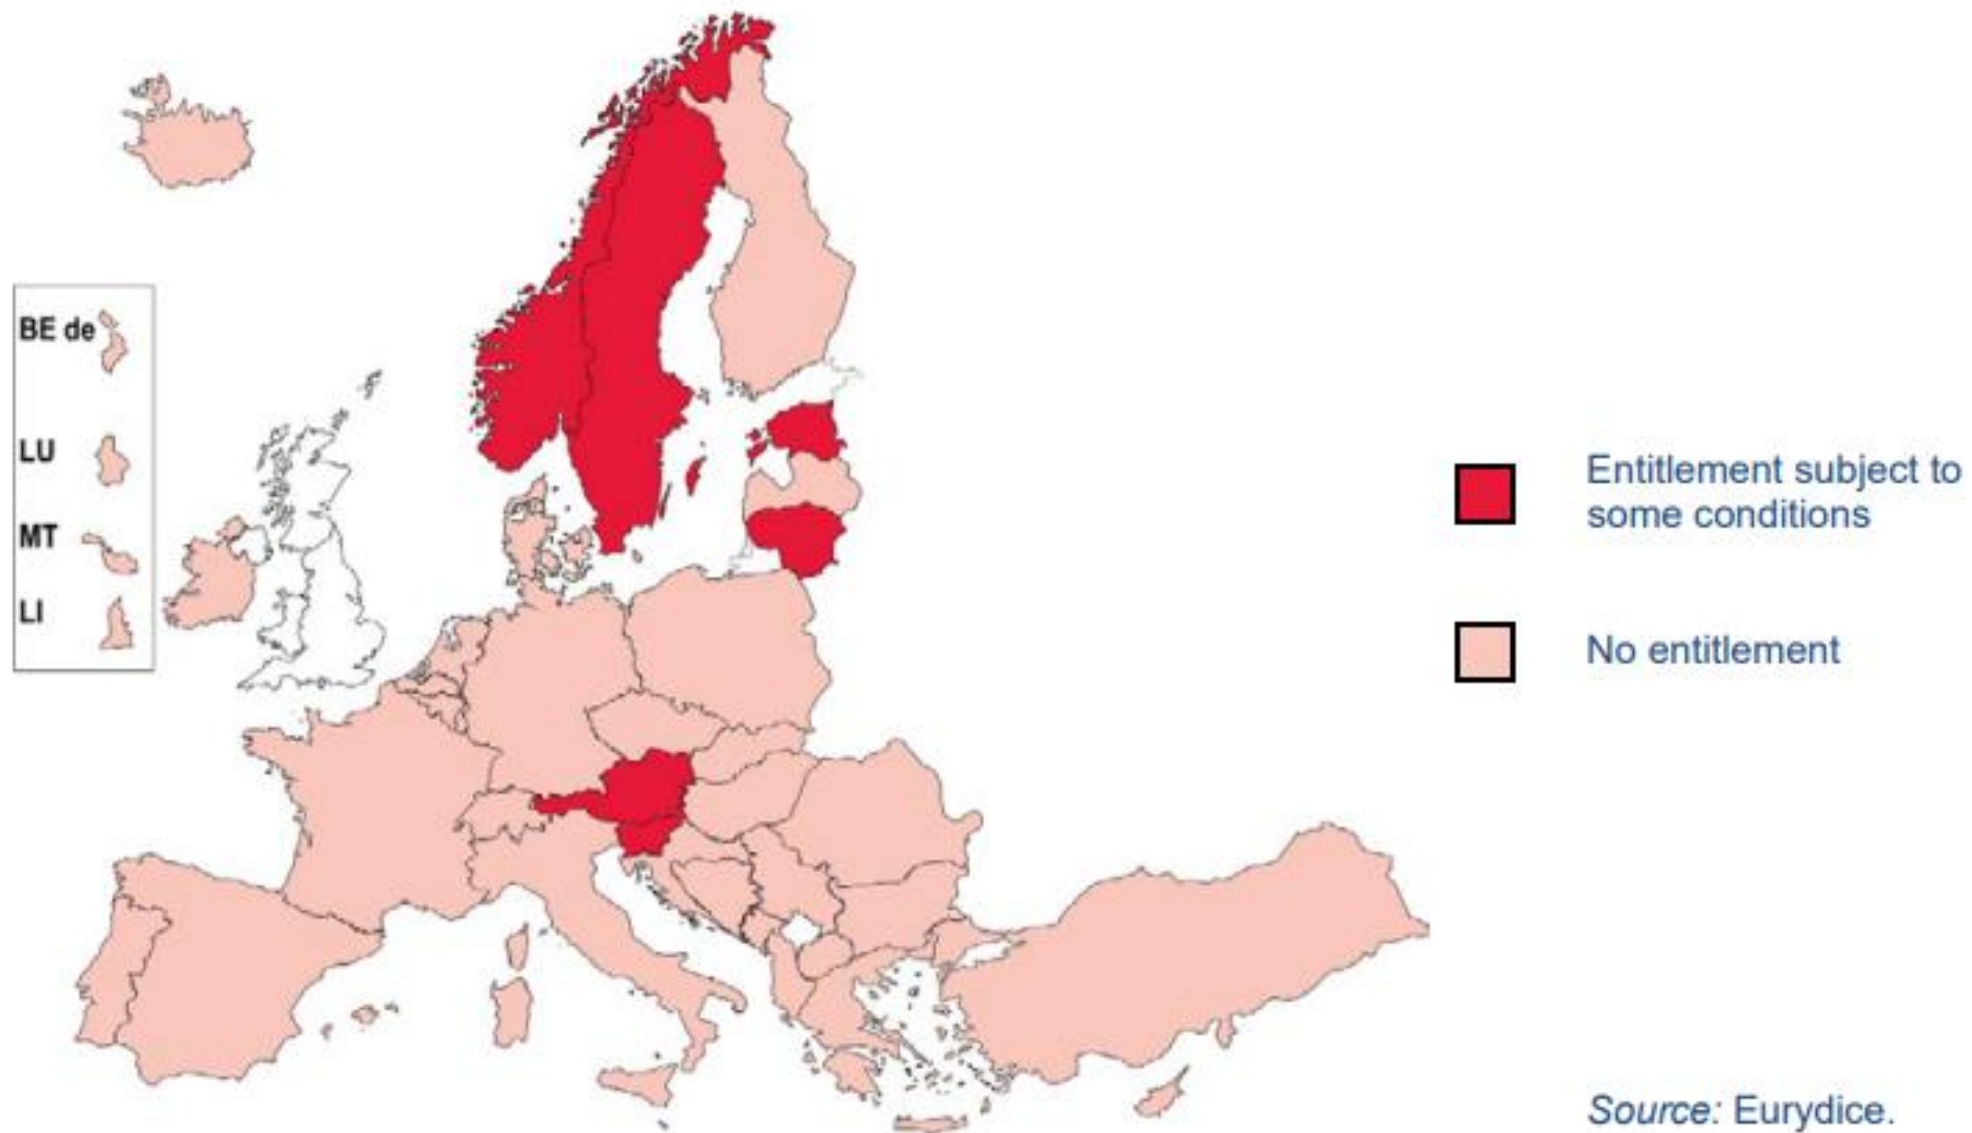 BE de
LU
MT
LI
Entitlement subject to
some conditions
No entitlement
Source: Eurydice.